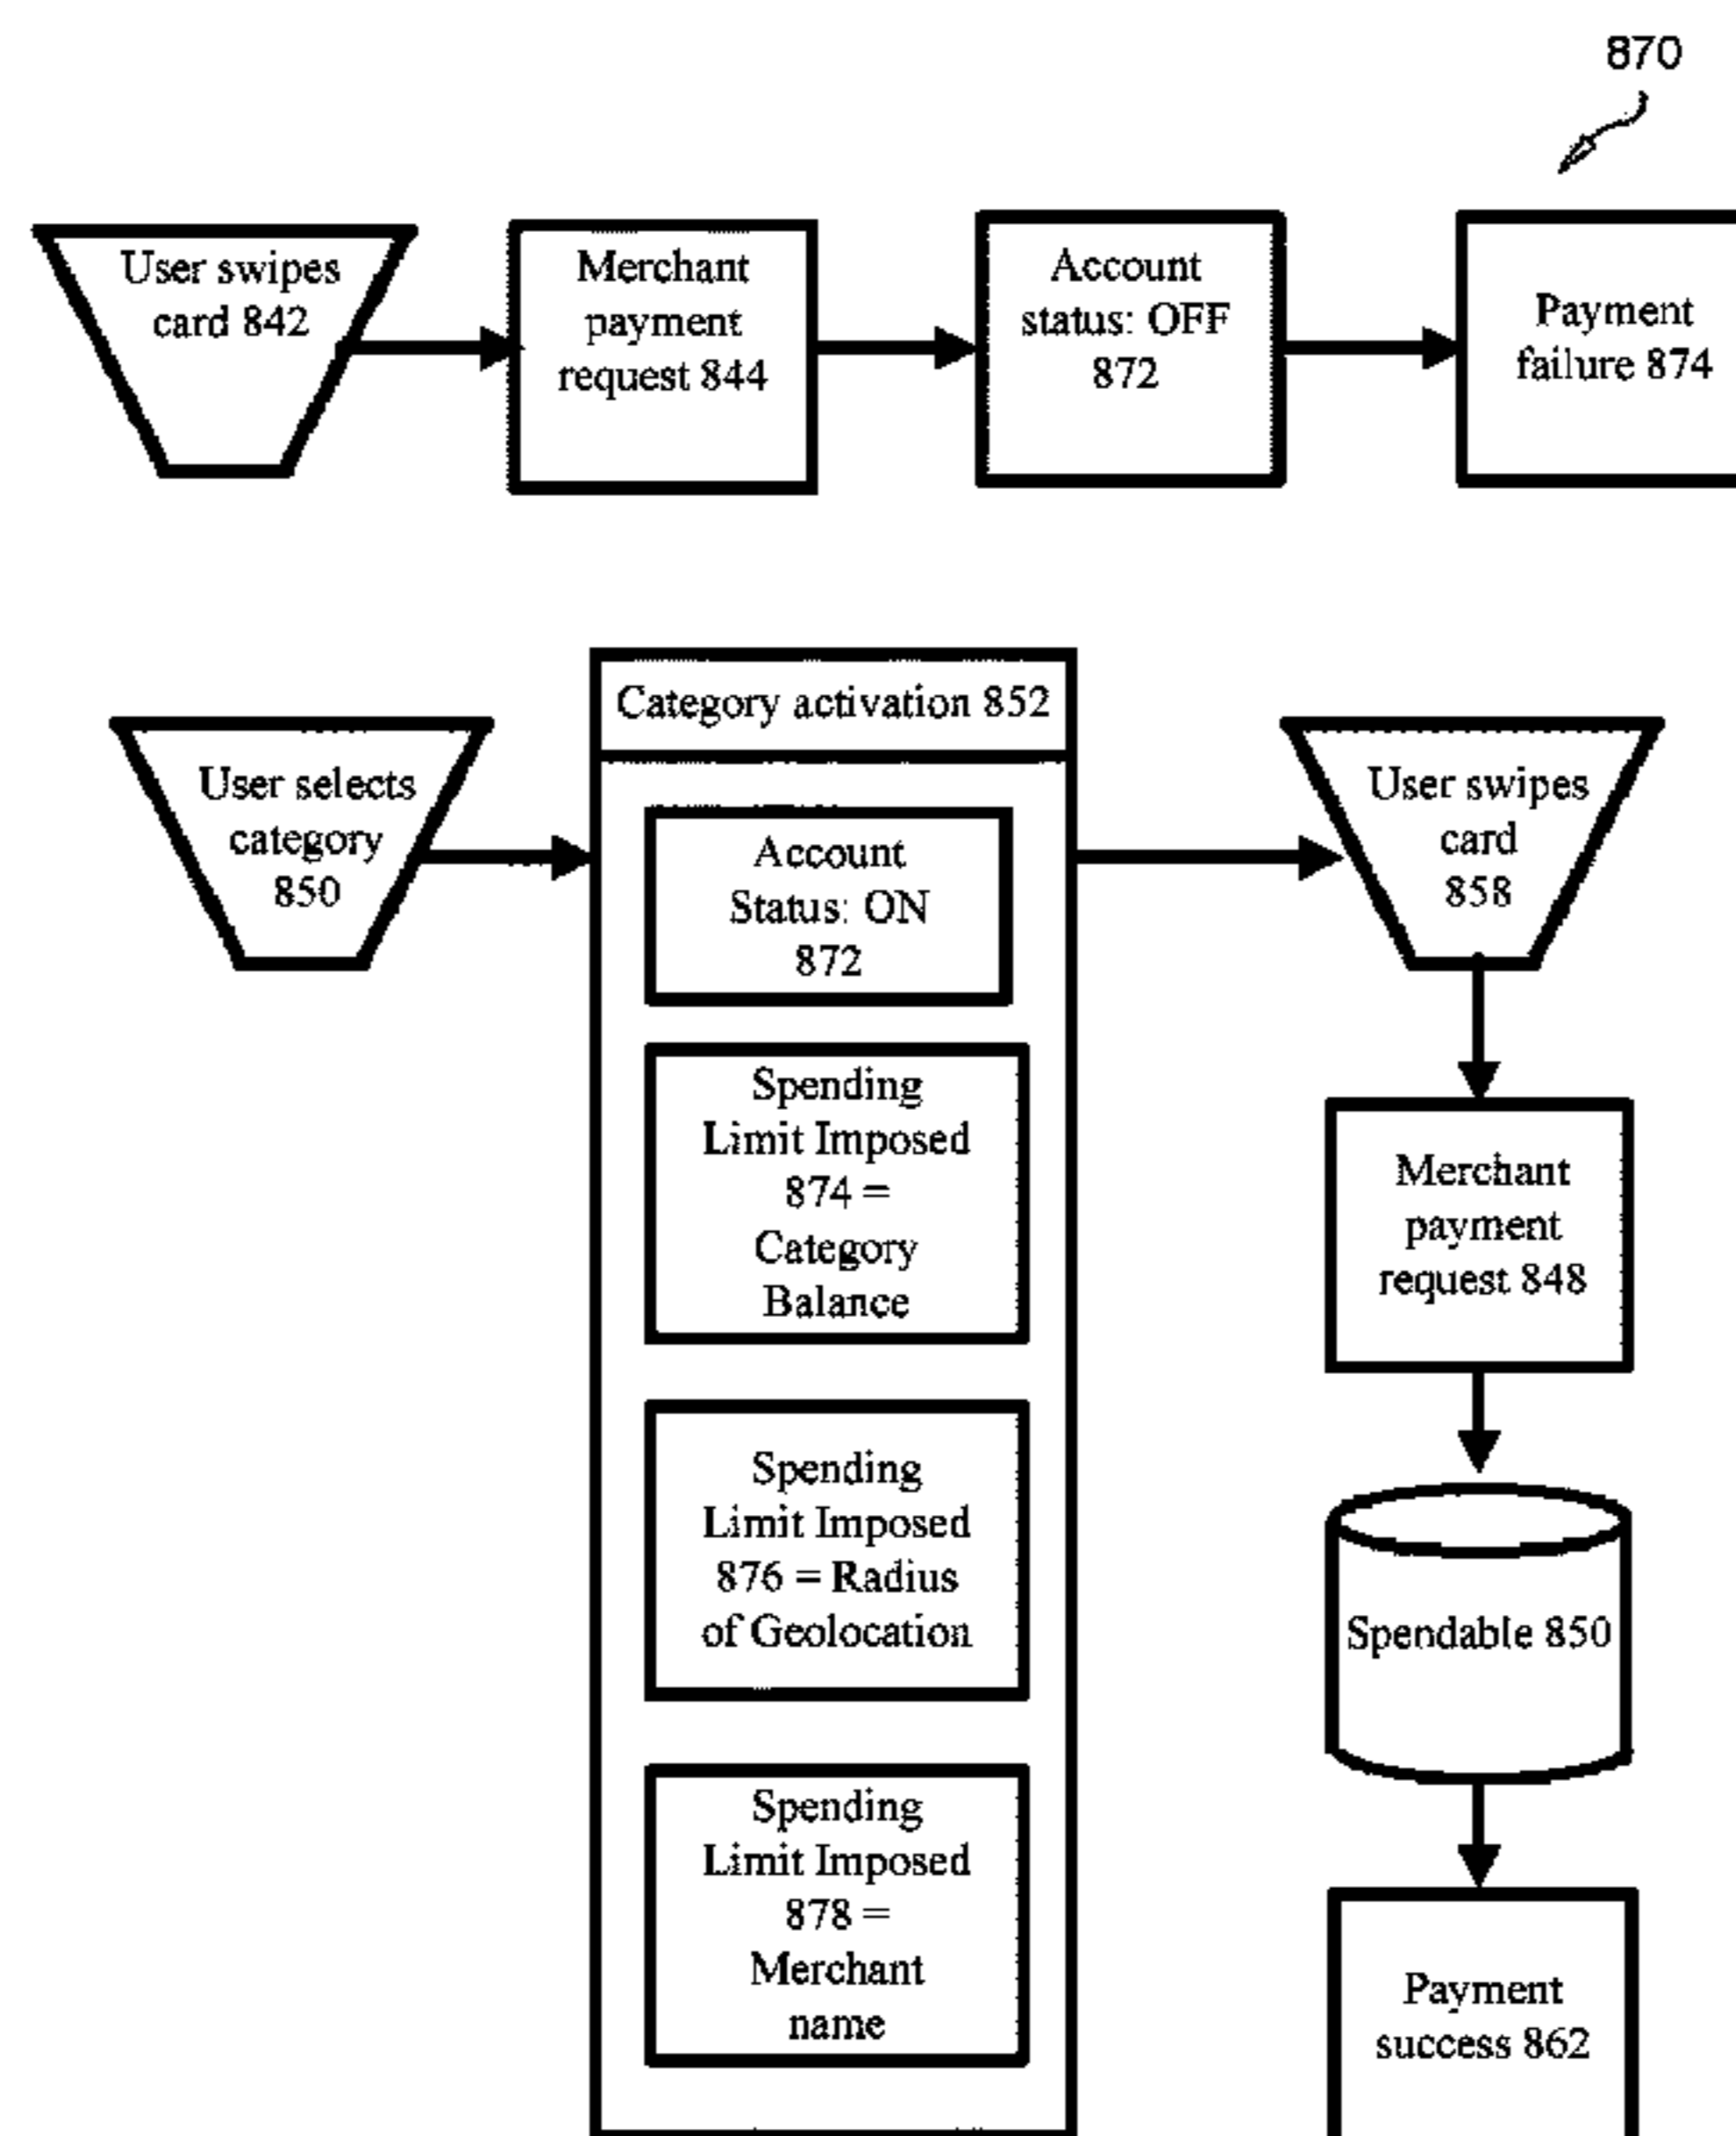 870
User swipes
card 842
Merchant
payment
request 844
Account
status: OFF
872
Payment
failure 874
User selects
category
850
Category activation 852
Account
Status: ON
872
Spending
Limit Imposed
874 =
Category
Balance
Spending
Limit Imposed
876 = Radius
of Geolocation
Spending
Limit Imposed
878 =
Merchant
name
User swipes
card
858
Merchant
payment
request 848
Spendable 850
Payment
success 862